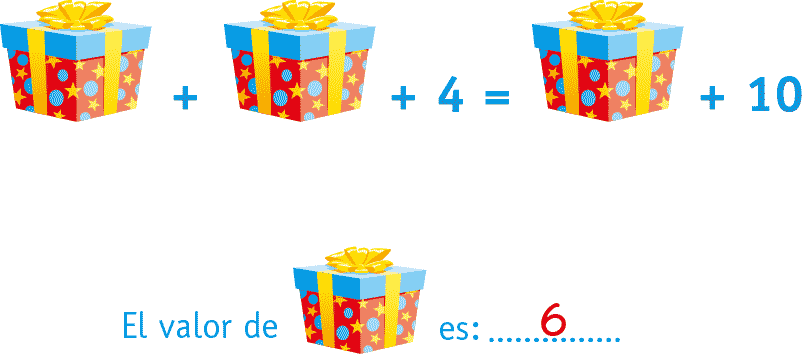 + + 4 = + 10
El valor de es: 6